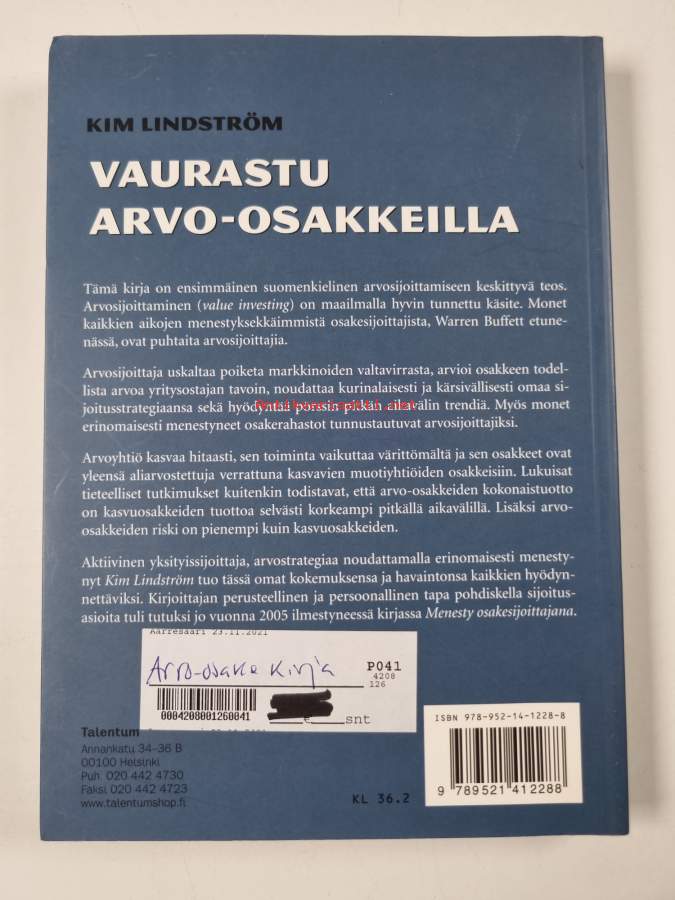 KIM LINDSTRÖM
VAURASTU
ARVO-OSAKKEILLA
Tämä kirja on ensimmäinen suomenkielinen arvosijoittamiseen keskittyvä teos.
Arvosijoittaminen (value investing) on maailmalla hyvin tunnettu käsite. Monet
kaikkien aikojen menestyksekkäimmistä osakesijoittajista, Warren Buffett etune-
nässä, ovat puhtaita arvosijoittajia.
Arvosijoittaja uskaltaa poiketa markkinoiden valtavirrasta, arvioi osakkeen todel-
lista arvoa yritysostajan tavoin, noudattaa kurinalaisesti ja kärsivällisesti omaa si-
joitusstrategiaansa sekä hyödyntää pörssin pitkän aikavälin trendiä. Myös monet
erinomaisesti menestyneet osakerahastot tunnustautuvat arvosijoittajiksi.
Arvoyhtiö kasvaa hitaasti, sen toiminta vaikuttaa värittömältä ja sen osakkeet ovat
yleensä aliarvostettuja verrattuna kasvavien muotiyhtiöiden osakkeisiin. Lukuisat
tieteelliset tutkimukset kuitenkin todistavat, että arvo-osakkeiden kokonaistuotto
on kasvuosakkeiden tuottoa selvästi korkeampi pitkällä aikavälillä. Lisäksi arvo-
osakkeiden riski on pienempi kuin kasvuosakkeiden.
Aktiivinen yksityissijoittaja, arvostrategiaa noudattamalla erinomaisesti menesty-
nyt Kim Lindström tuo tässä omat kokemuksensa ja havaintonsa kaikkien hyödyn-
nettäviksi. Kirjoittajan perusteellinen ja persoonallinen tapa pohdiskella sijoitus-
asioita tuli tutuksi jo vuonna 2005 ilmestyneessä kirjassa Menesty osakesijoittajana.
Aarresaari 23.11.2021
Arvo-osake kirja
P041
4208
126
0004208001260041
€ snt
Talentum
Annankatu 34-36 B
00100 Helsinki
Puh. 020 442 4730
Faksi 020 442 4723
www.talentumshop.fi
KL 36.2
ISBN 978-952-14-1228-8
9 789521 412288